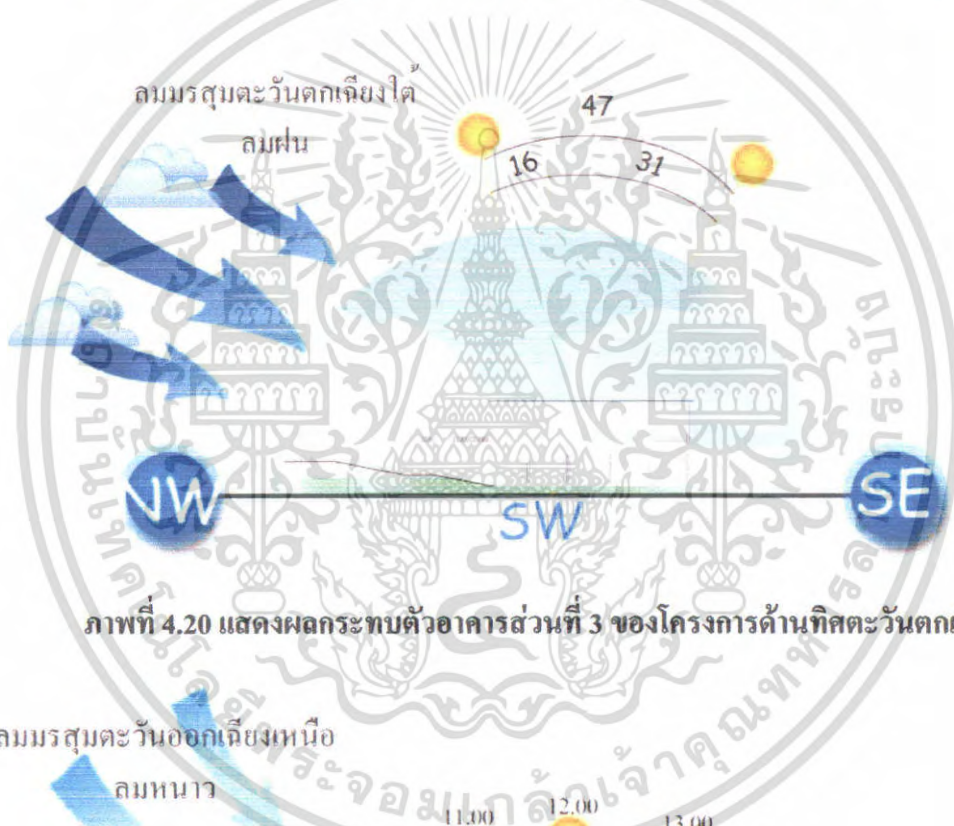 ลมมรสุมตะวันตกเฉียงใต้
ลมฝน
47
16 31
NW SW SE
ภาพที่ 4.20 แสดงผลกระทบตัวอาคารส่วนที่ 3 ของโครงการด้านทิศตะวันตกเ
ลมมรสุมตะวันออกเฉียงเหนือ
ลมหนาว
11.00 12.00 13.00